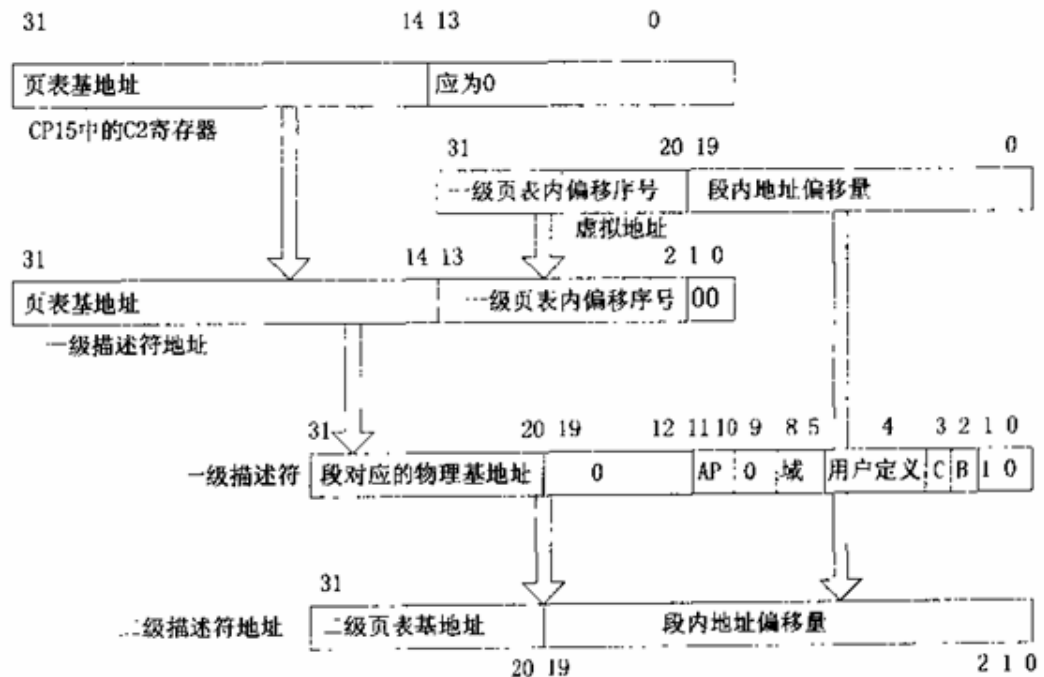 31 14 13 0
页表基地址 应为0
CP15中的C2寄存器
31 20 19 0
一级页表内偏移序号 段内地址偏移量
虚拟地址
31 14 13 2 1 0
页表基地址 一级页表内偏移序号 00
一级描述符地址
31 20 19 12 11 10 9 8 5 4 3 2 1 0
一级描述符 段对应的物理基地址 0 AP 0 域 用户定义 C B 1 0
31
二级描述符地址 二级页表基地址 段内地址偏移量
20 19 2 1 0